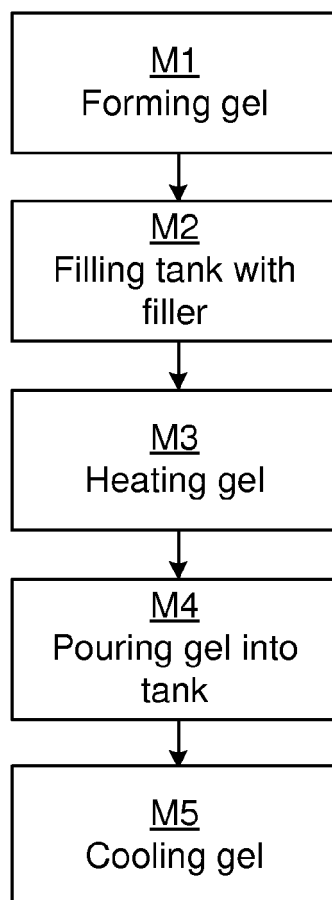 M1
Forming gel
M2
Filling tank with
filler
M3
Heating gel
M4
Pouring gel into
tank
M5
Cooling gel